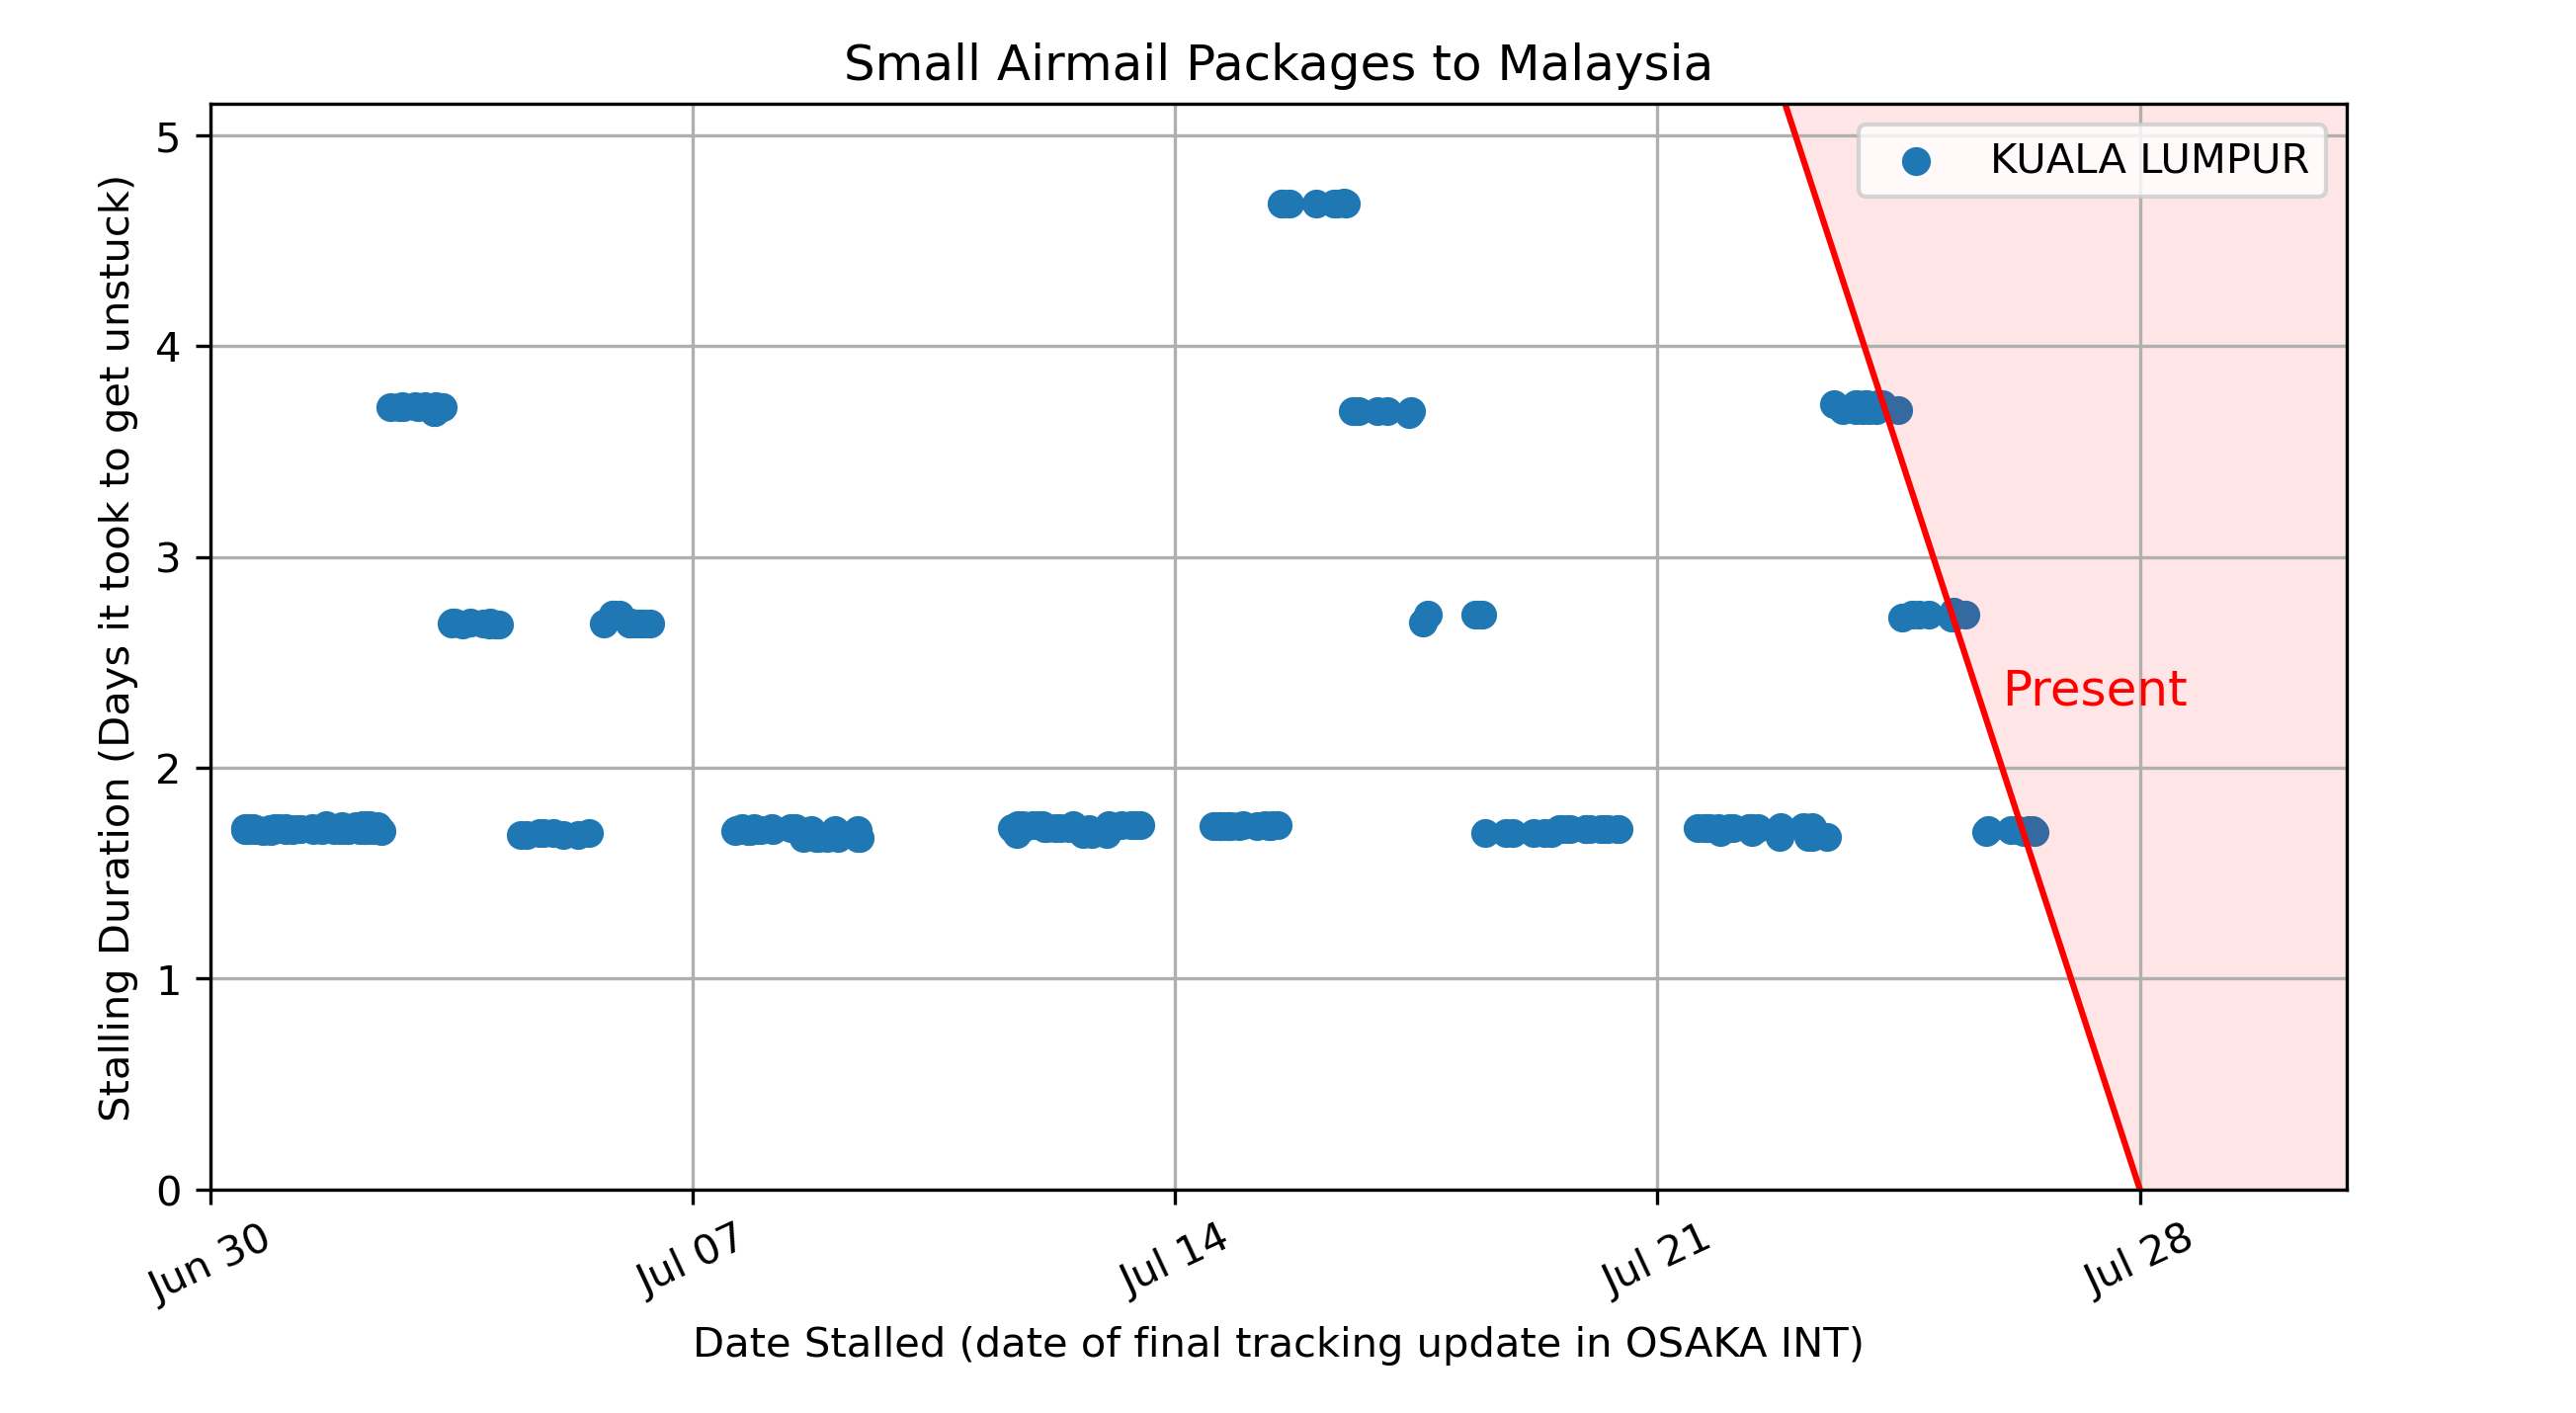 Small Airmail Packages to Malaysia
Stalling Duration (Days it took to get unstuck)
5
4
3
2
1
0
KUALA LUMPUR
Present
Jun 30
Jul 07
Jul 14
Jul 21
Jul 28
Date Stalled (date of final tracking update in OSAKA INT)